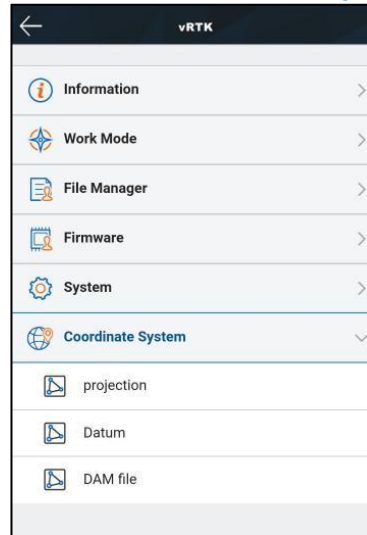 vRTK
Information
Work Mode
File Manager
Firmware
System
Coordinate System
projection
Datum
DAM file